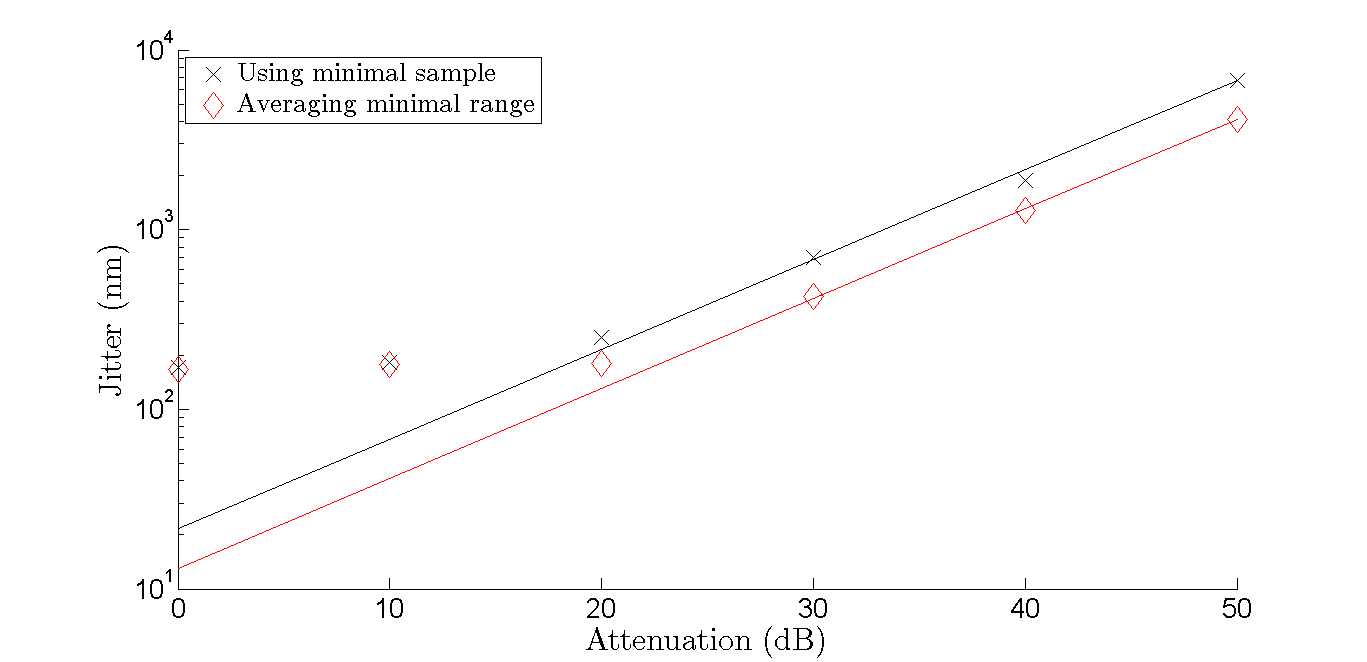 10^4
Using minimal sample
Averaging minimal range
10^3
Jitter (nm)
10^2
10^1
0 10 20 30 40 50
Attenuation (dB)